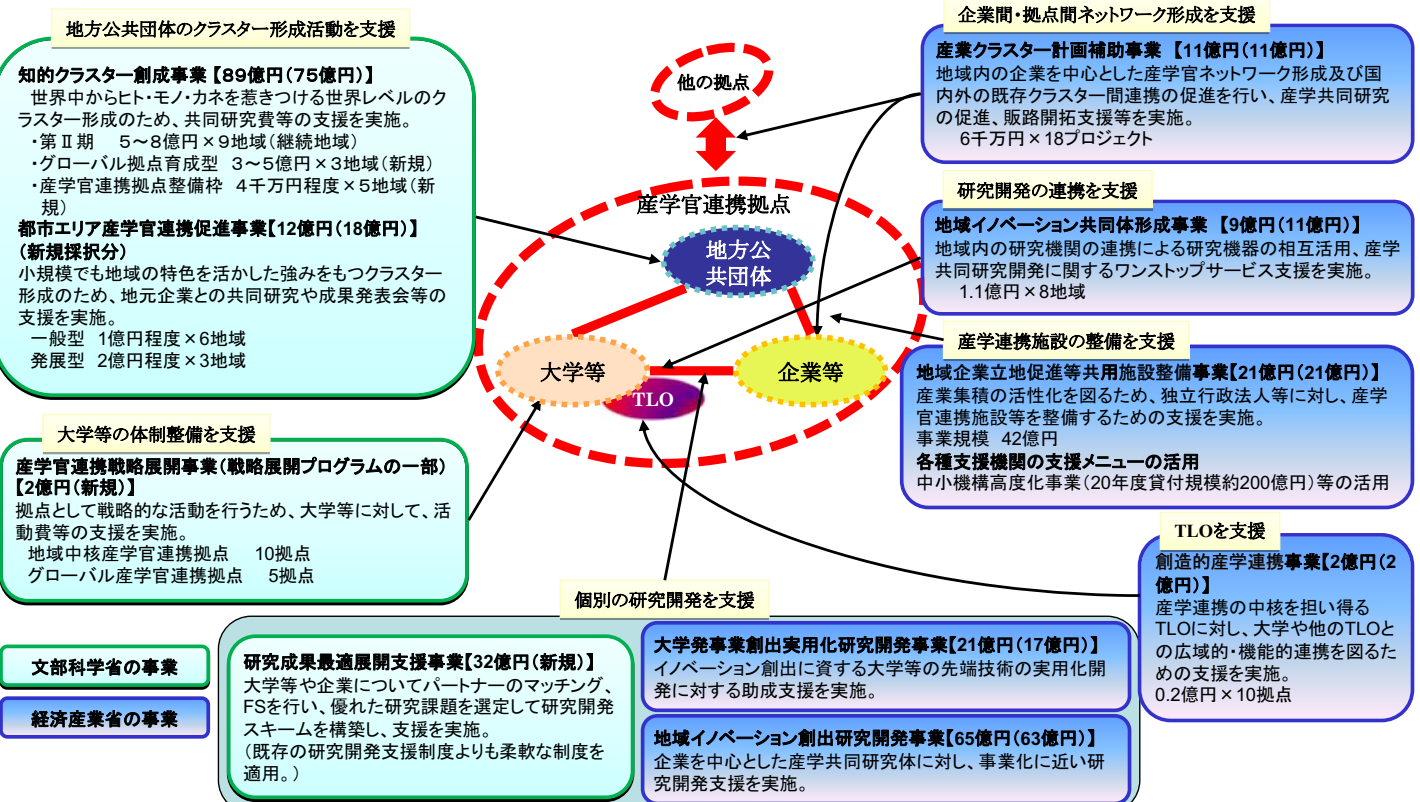 地方公共団体のクラスター形成活動を支援
知的クラスター創成事業【89億円(75億円)】
世界中からヒト・モノ・カネを惹きつける世界レベルのク
ラスター形成のため、共同研究費等の支援を実施。
・第Ⅱ期　5～8億円×9地域(継続地域)
・グローバル拠点育成型　3～5億円×3地域(新規)
・産学官連携拠点整備枠　4千万円程度×5地域(新
規)
都市エリア産学官連携促進事業【12億円(18億円)】
(新規採択分)
小規模でも地域の特色を活かした強みをもつクラスター
形成のため、地元企業との共同研究や成果発表会等の
支援を実施。
一般型　1億円程度×6地域
発展型　2億円程度×3地域
大学等の体制整備を支援
産学官連携戦略展開事業(戦略展開プログラムの一部)
【2億円(新規)】
拠点として戦略的な活動を行うため、大学等に対して、活
動費等の支援を実施。
地域中核産学官連携拠点　10拠点
グローバル産学官連携拠点　5拠点
文部科学省の事業
経済産業省の事業
他の拠点
産学官連携拠点
地方公
共団体
大学等
企業等
TLO
企業間・拠点間ネットワーク形成を支援
産業クラスター計画補助事業 【11億円(11億円)】
地域内の企業を中心とした産学官ネットワーク形成及び国
内外の既存クラスター間連携の促進を行い、産学共同研究
の促進、販路開拓支援等を実施。
6千万円×18プロジェクト
研究開発の連携を支援
地域イノベーション共同体形成事業 【9億円(11億円)】
地域内の研究機関の連携による研究機器の相互活用、産学
共同研究開発に関するワンストップサービス支援を実施。
1.1億円×8地域
産学連携施設の整備を支援
地域企業立地促進等共用施設整備事業【21億円(21億円)】
産業集積の活性化を図るため、独立行政法人等に対し、産学
官連携施設等を整備するための支援を実施。
事業規模 42億円
各種支援機関の支援メニューの活用
中小機構高度化事業(20年度貸付規模約200億円)等の活用
TLOを支援
創造的産学連携事業【2億円(2
億円)】
産学連携の中核を担い得る
TLOに対し、大学や他のTLOと
の広域的・機能的連携を図るた
めの支援を実施。
0.2億円×10拠点
個別の研究開発を支援
研究成果最適展開支援事業【32億円(新規)】
大学等や企業についてパートナーのマッチング、
FSを行い、優れた研究課題を選定して研究開発
スキームを構築し、支援を実施。
(既存の研究開発支援制度よりも柔軟な制度を
適用。)
大学発事業創出実用化研究開発事業【21億円(17億円)】
イノベーション創出に資する大学等の先端技術の実用化開
発に対する助成支援を実施。
地域イノベーション創出研究開発事業【65億円(63億円)】
企業を中心とした産学共同研究体に対し、事業化に近い研
究開発支援を実施。